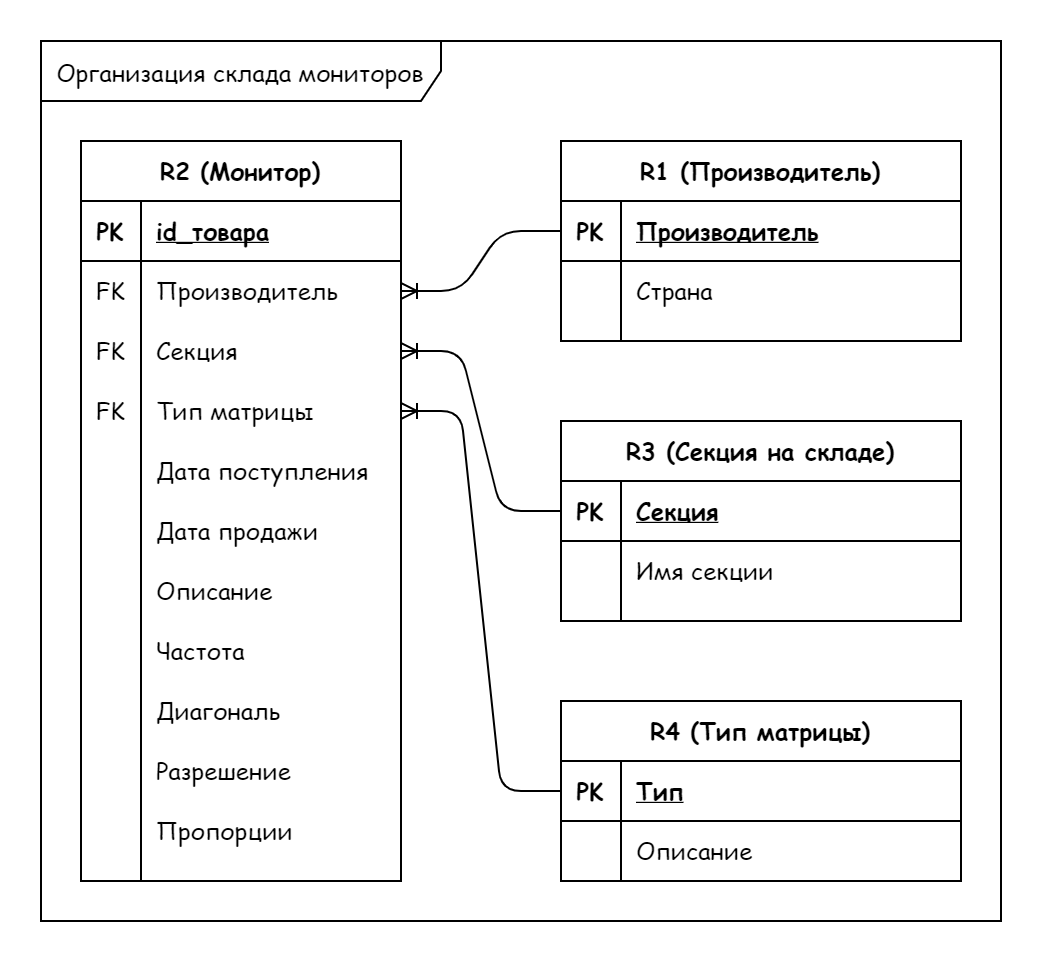 Организация склада мониторов
R2 (Монитор)
PK id_товара
FK Производитель
FK Секция
FK Тип матрицы
Дата поступления
Дата продажи
Описание
Частота
Диагональ
Разрешение
Пропорции
R1 (Производитель)
PK Производитель
Страна
R3 (Секция на складе)
PK Секция
Имя секции
R4 (Тип матрицы)
PK Тип
Описание